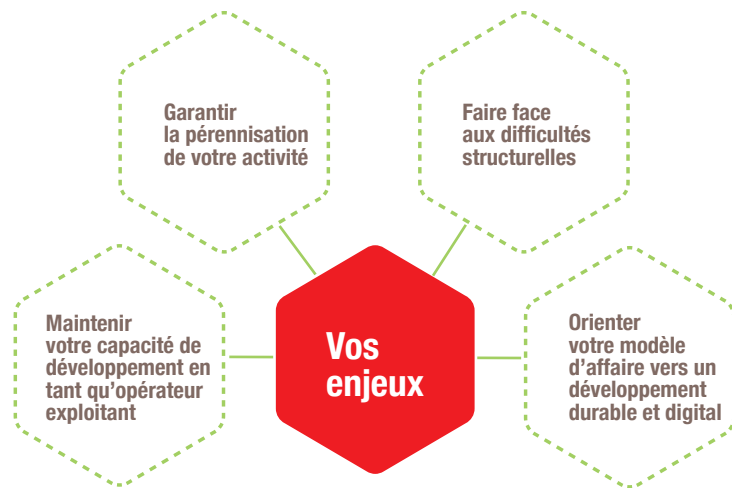 Garantir
la pérennisation
de votre activité
Faire face
aux difficultés
structurelles
Maintenir
votre capacité de
développement en
tant qu’opérateur
exploitant
Vos
enjeux
Orienter
votre modèle
d’affaire vers un
développement
durable et digital